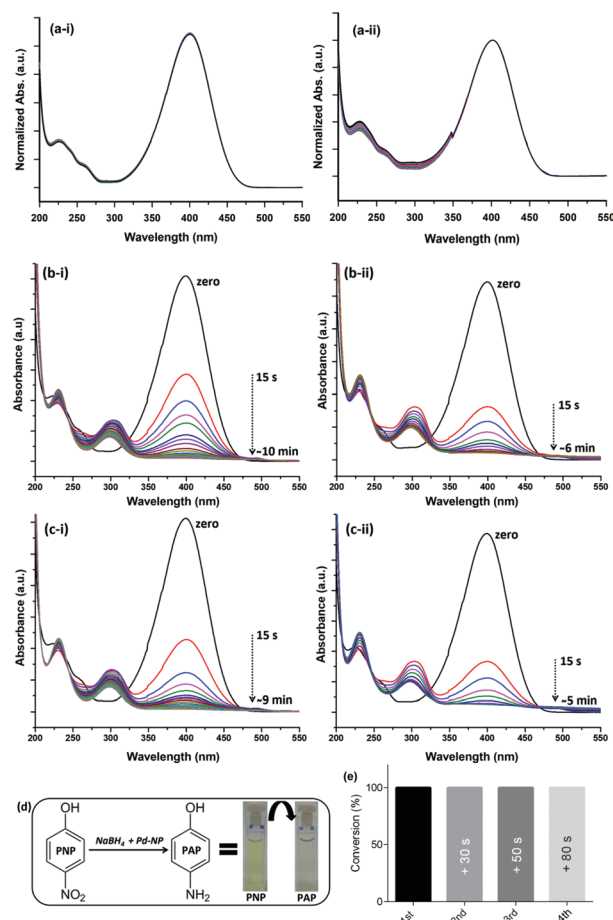 (a-i)
Normalized Abs. (a.u.)
200 250 300 350 400 450 500 550
Wavelength (nm)
(a-ii)
Normalized Abs. (a.u.)
200 250 300 350 400 450 500 550
Wavelength (nm)
(b-i)
zero
15 s
~10 min
Absorbance (a.u)
200 250 300 350 400 450 500 550
Wavelength (nm)
(b-ii)
zero
15 s
~6 min
Absorbance (a.u.)
200 250 300 350 400 450 500 550
Wavelength (nm)
(c-i)
zero
15 s
~9 min
Absorbance (a.u.)
200 250 300 350 400 450 500 550
Wavelength (nm)
(c-ii)
zero
15 s
~5 min
Absorbance (a.u.)
200 250 300 350 400 450 500 550
Wavelength (nm)
(d)
OH
PNP
NO2
NaBH4 + Pd-NP
OH
PAP
NH2
=
PNP
PAP
(e)
Conversion (%)
100
50
0
+ 30 s
+ 50 s
+ 80 s
1st
2nd
3rd
4th